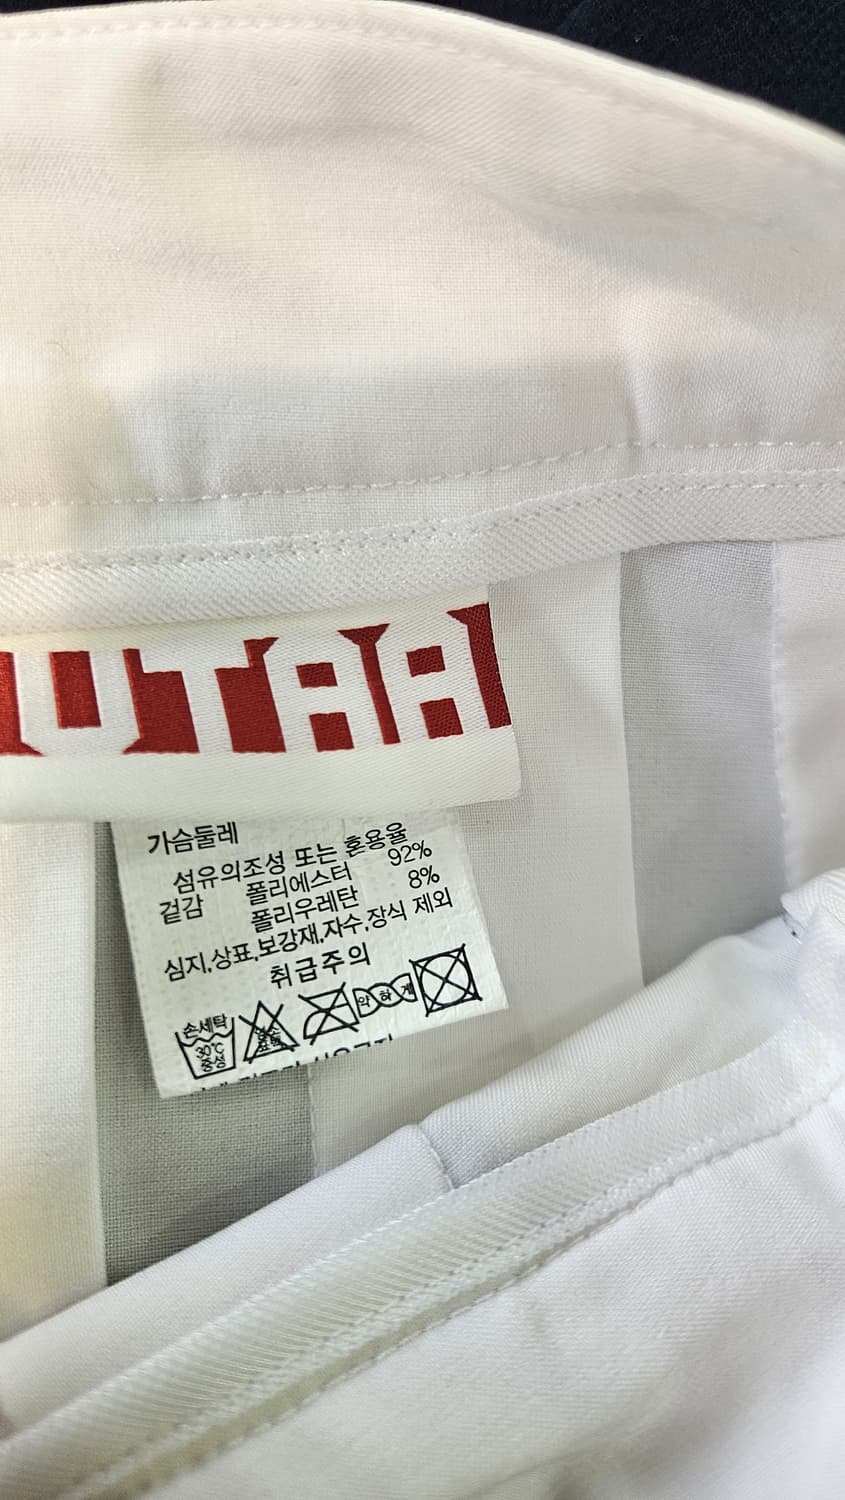 UTAA
가슴둘레
섬유의조성 또는 혼용율
겉감 폴리에스터 92%
폴리우레탄 8%
심지,상표,보강재,자수,장식 제외
취급주의
손세탁
30℃
중성
약하게